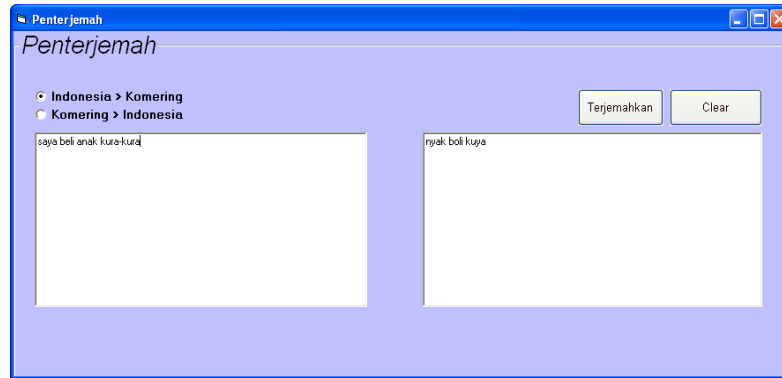 Penterjemah
Penterjemah
Indonesia > Komering
Komering > Indonesia
Terjemahkan
Clear
saya beli anak kura-kura
nyak boli kuya